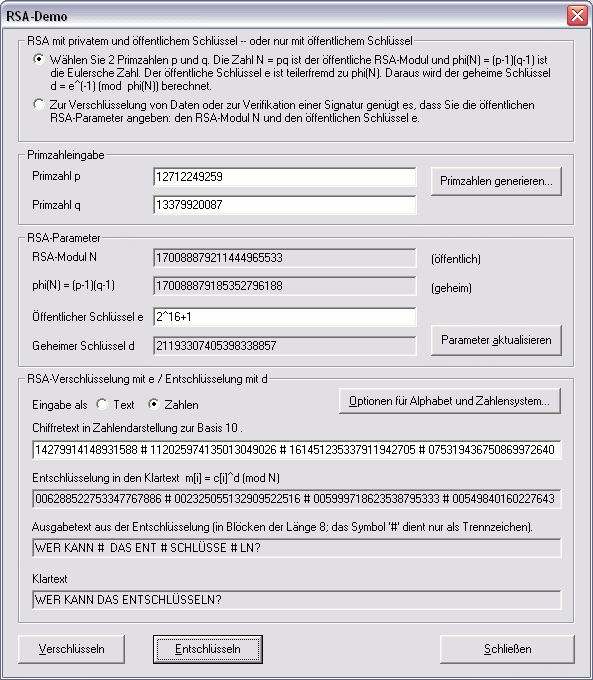 RSA-Demo
RSA mit privatem und öffentlichem Schlüssel -- oder nur mit öffentlichem Schlüssel
Wählen Sie 2 Primzahlen p und q. Die Zahl N = pq ist der öffentliche RSA-Modul und phi(N) = (p-1)(q-1) ist
die Eulersche Zahl. Der öffentliche Schlüssel e ist teilerfremd zu phi(N). Daraus wird der geheime Schlüssel
d = e^(-1) (mod phi(N)) berechnet.
Zur Verschlüsselung von Daten oder zur Verifikation einer Signatur genügt es, dass Sie die öffentlichen
RSA-Parameter angeben: den RSA-Modul N und den öffentlichen Schlüssel e.
Primzahleingabe
Primzahl p 12712249259 Primzahlen generieren...
Primzahl q 13379920087
RSA-Parameter
RSA-Modul N 170088879211444965533 (öffentlich)
phi(N) = (p-1)(q-1) 170088879185352796188 (geheim)
Öffentlicher Schlüssel e 2^16+1
Geheimer Schlüssel d 21193307405398338857 Parameter aktualisieren
RSA-Verschlüsselung mit e / Entschlüsselung mit d
Eingabe als Text Zahlen Optionen für Alphabet und Zahlensystem...
Chiffretext in Zahlendarstellung zur Basis 10 .
14279914148931588 # 112025974135013049026 # 161451235337911942705 # 075319436750869972640
Entschlüsselung in den Klartext m[i] = c[i]^d (mod N)
006288522753347767886 # 002325055132909522516 # 005999718623538795333 # 00549840160227643
Ausgabetext aus der Entschlüsselung (in Blöcken der Länge 8; das Symbol '#' dient nur als Trennzeichen).
WER KANN # DAS ENT # SCHLÜSSE # LN?
Klartext
WER KANN DAS ENTSCHLÜSSELN?
Verschlüsseln Entschlüsseln Schließen